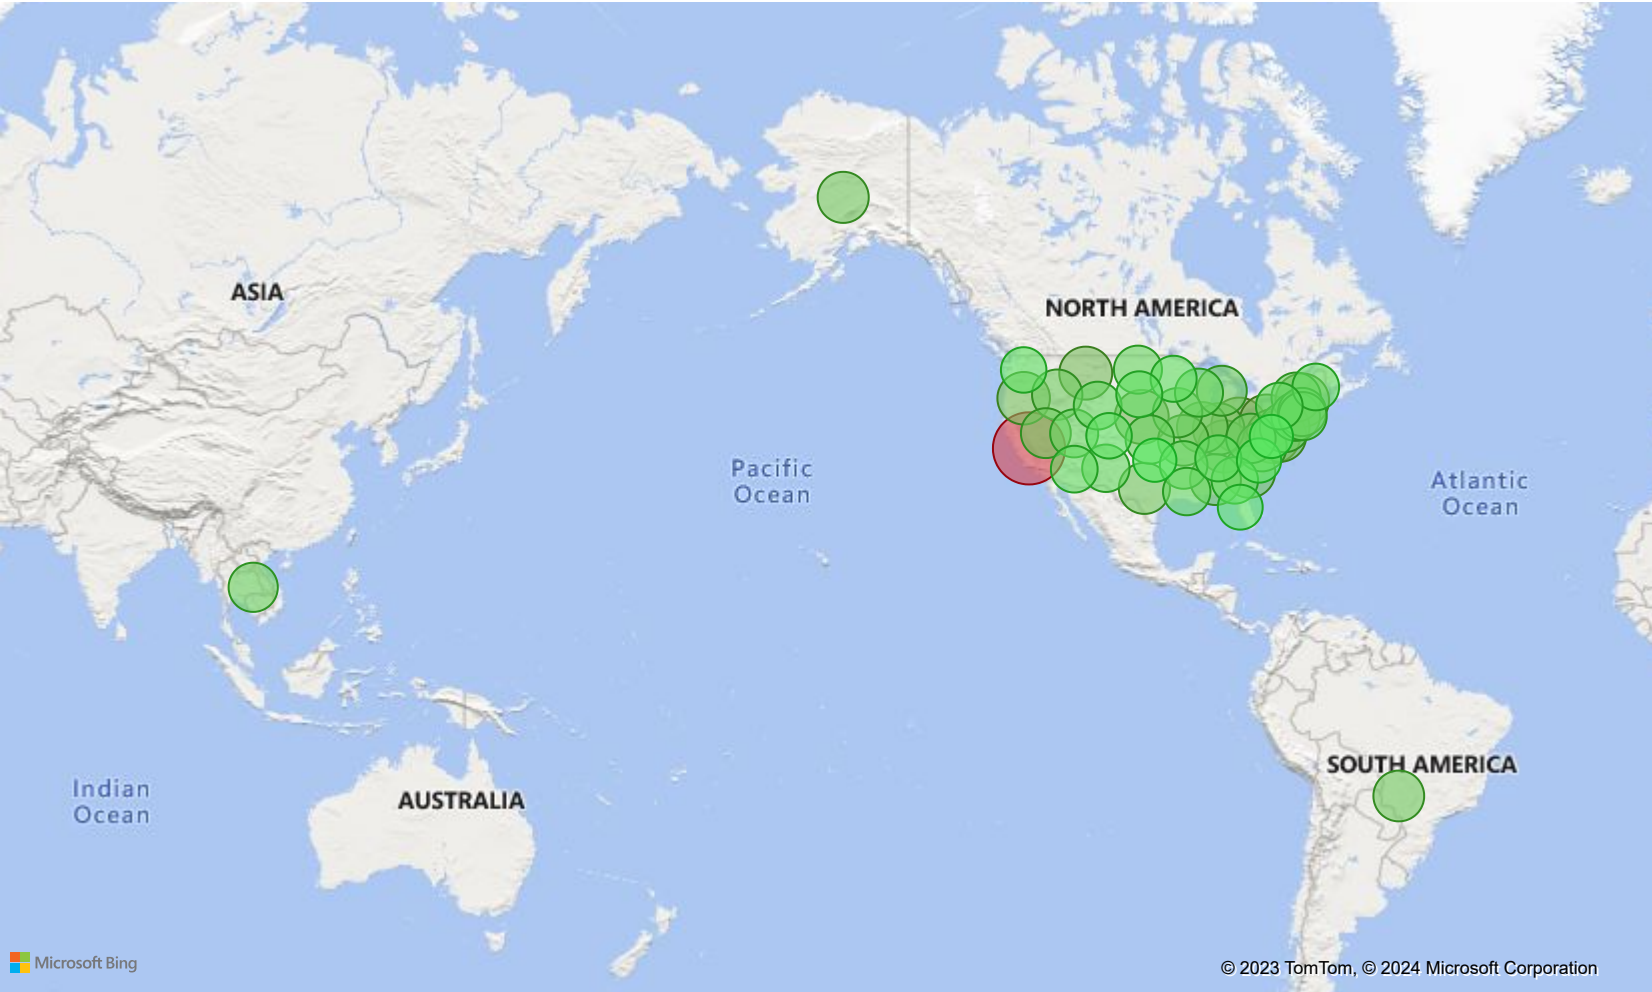 ASIA
NORTH AMERICA
Pacific
Ocean
Atlantic
Ocean
Indian
Ocean
AUSTRALIA
SOUTH AMERICA
Microsoft Bing
© 2023 TomTom, © 2024 Microsoft Corporation